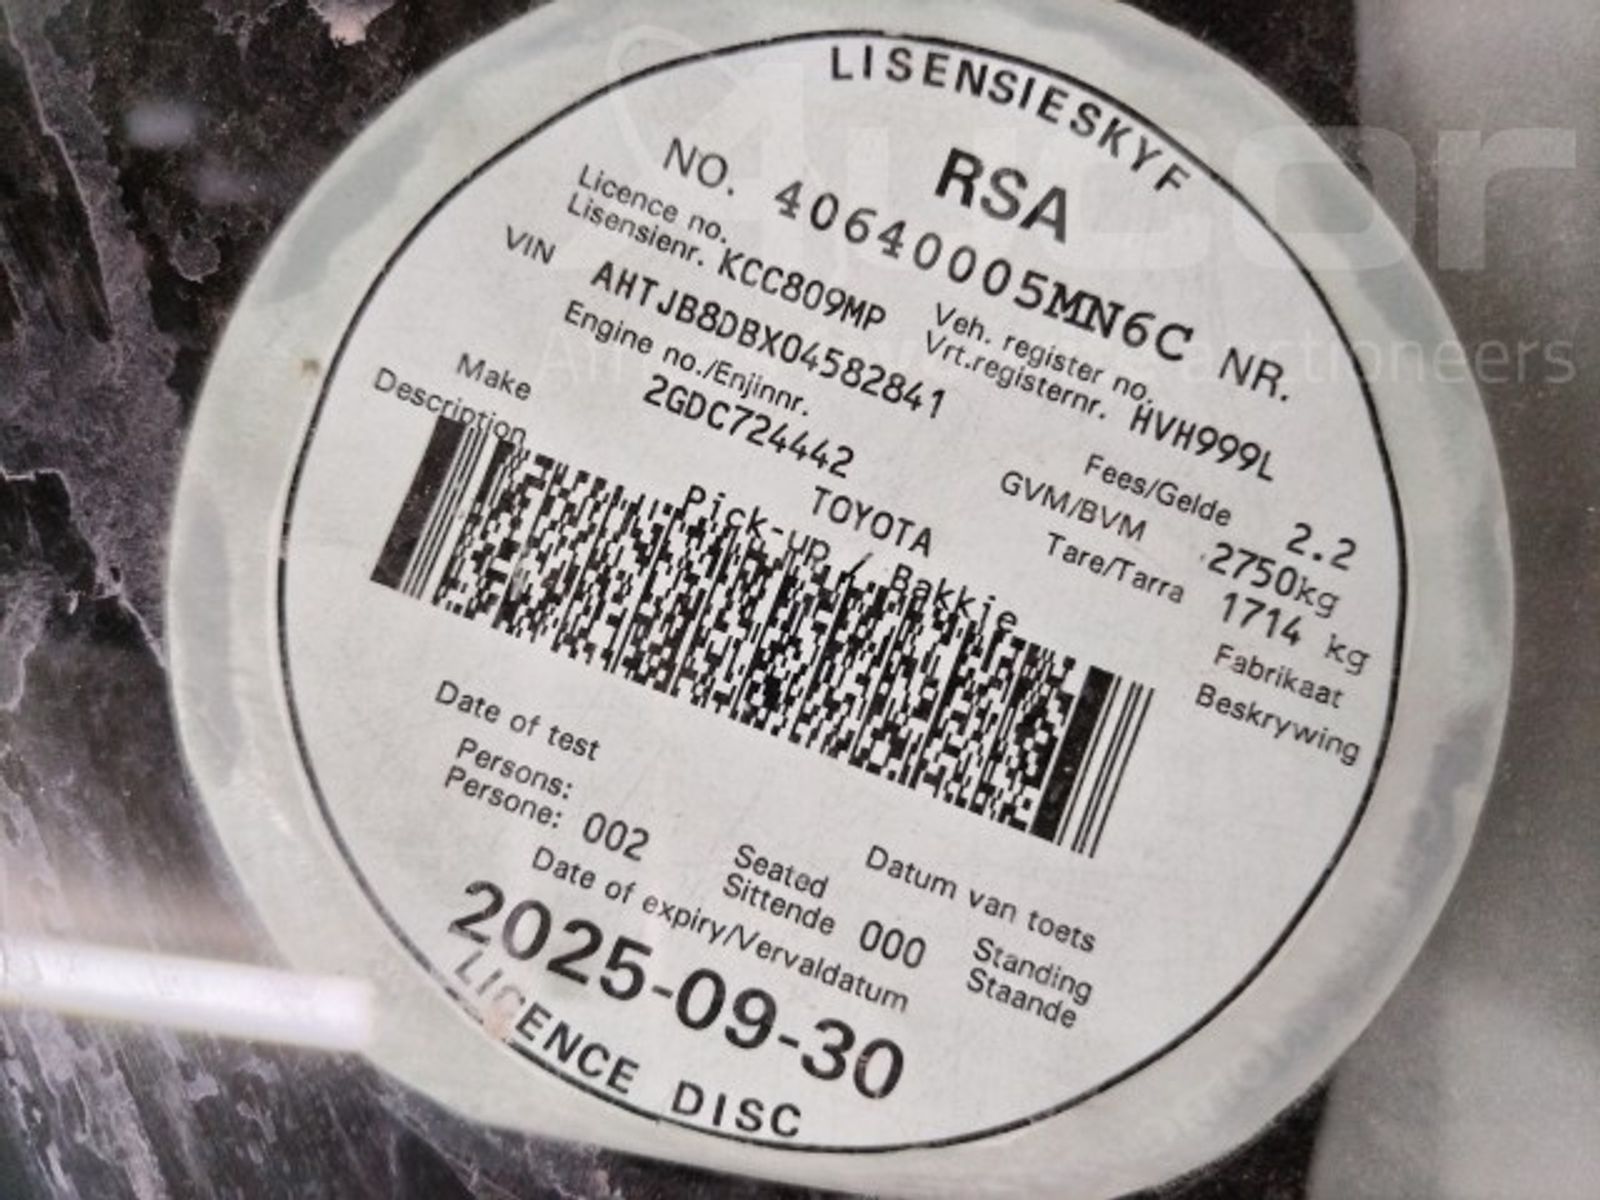 LISENSIESKYF
RSA
NO. 40640005MN6C NR.
Licence no.
Lisensienr. KCC809MP
Veh. register no.
Vrt.registernr. HVH999L
VIN AHTJB8DBX04582841
Engine no./Enjinnr.
2GDC724442
Fees/Gelde 2.2
GVM/BVM 2750kg
Tare/Tarra 1714 kg
Make TOYOTA Fabrikaat
Description Pick-up / Bakkie Beskrywing
Date of test Datum van toets
Persons:
Persone: 002
Seated
Sittende 000
Standing
Staande
Date of expiry/Vervaldatum
2025-09-30
LICENCE DISC